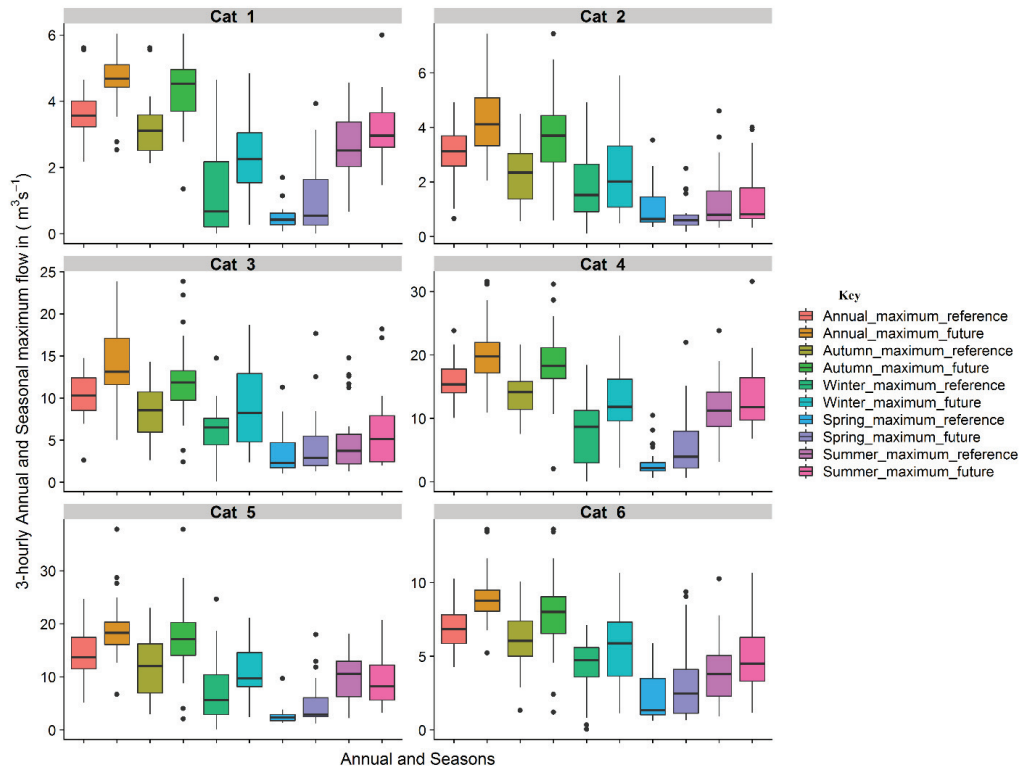 3-hourly Annual and Seasonal maximum flow in ( m³s⁻¹)
Cat 1
6
4
2
0
Cat 2
6
4
2
0
Cat 3
25
20
15
10
5
0
Cat 4
30
20
10
0
Cat 5
30
20
10
0
Cat 6
10
5
0
Annual and Seasons
Key
Annual_maximum_reference
Annual_maximum_future
Autumn_maximum_reference
Autumn_maximum_future
Winter_maximum_reference
Winter_maximum_future
Spring_maximum_reference
Spring_maximum_future
Summer_maximum_reference
Summer_maximum_future